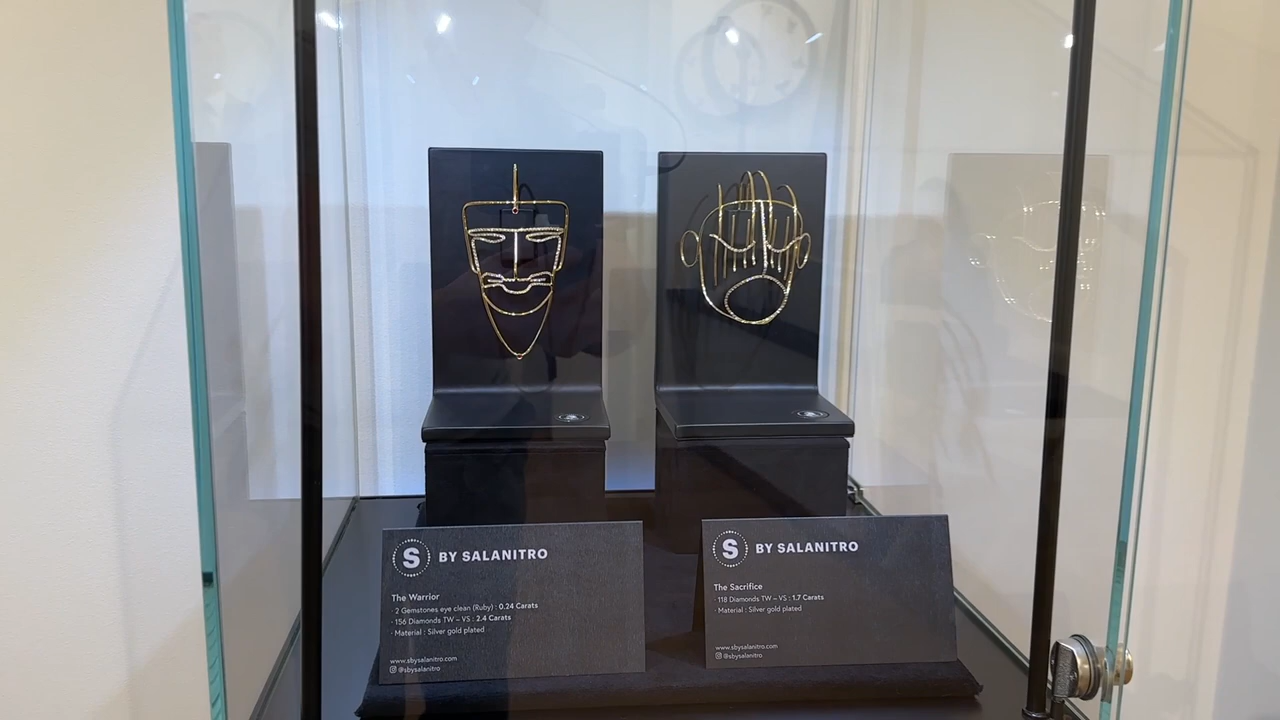 S BY SALANITRO
The Warrior
2 Gemstones eye clean (Ruby) : 0.24 Carats
· 156 Diamonds TW – VS : 2.4 Carats
· Material : Silver gold plated
www.sbysalanitro.com
@sbysalanitro
S BY SALANITRO
The Sacrifice
· 118 Diamonds TW – VS : 1.7 Carats
· Material : Silver gold plated
www.sbysalanitro.com
@sbysalanitro